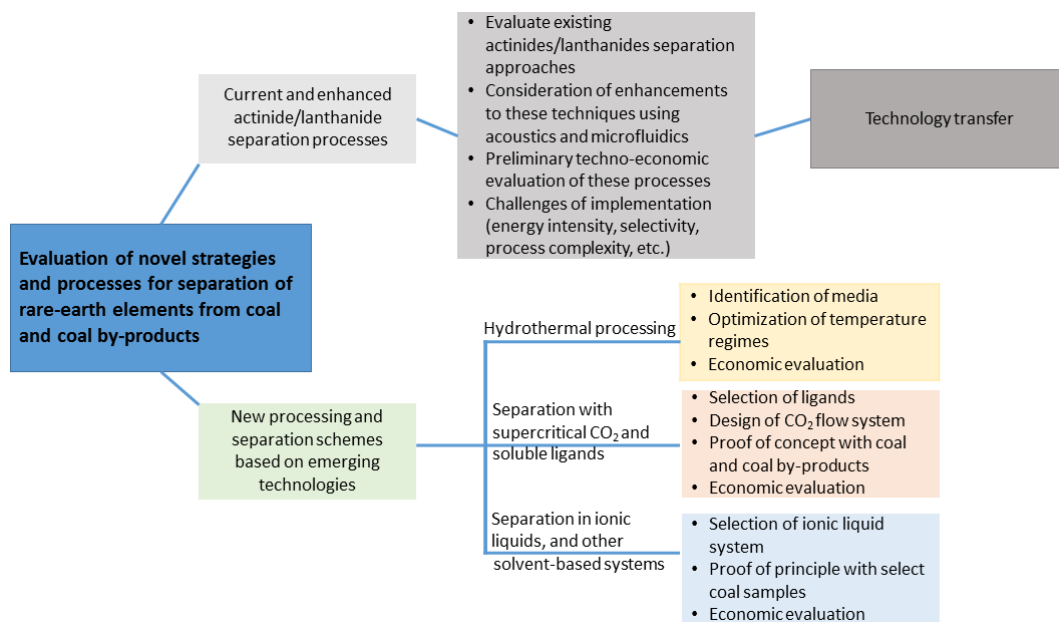 Evaluation of novel strategies
and processes for separation of
rare-earth elements from coal
and coal by-products
Current and enhanced
actinide/lanthanide
separation processes
• Evaluate existing
actinides/lanthanides separation
approaches
• Consideration of enhancements
to these techniques using
acoustics and microfluidics
• Preliminary techno-economic
evaluation of these processes
• Challenges of implementation
(energy intensity, selectivity,
process complexity, etc.)
Technology transfer
New processing and
separation schemes
based on emerging
technologies
Hydrothermal processing
• Identification of media
• Optimization of temperature
regimes
• Economic evaluation
Separation with
supercritical CO₂ and
soluble ligands
• Selection of ligands
• Design of CO₂ flow system
• Proof of concept with coal
and coal by-products
• Economic evaluation
Separation in ionic
liquids, and other
solvent-based systems
• Selection of ionic liquid
system
• Proof of principle with select
coal samples
• Economic evaluation